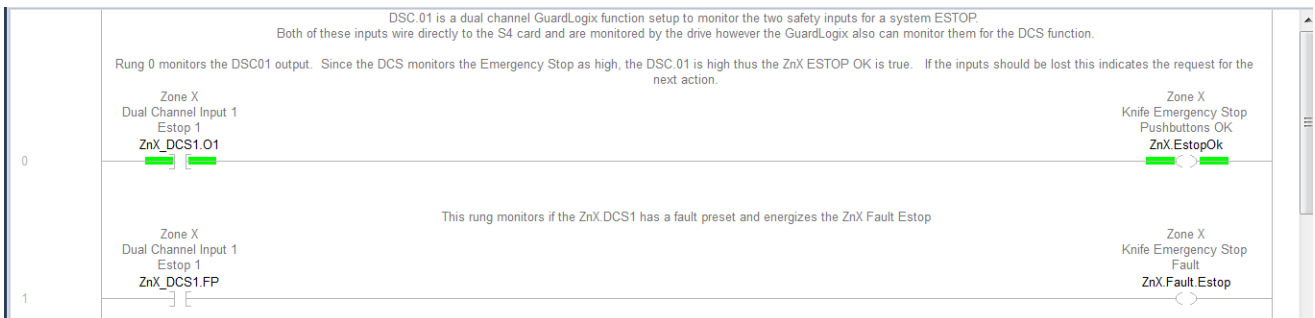 DSC.01 is a dual channel GuardLogix function setup to monitor the two safety inputs for a system ESTOP.
Both of these inputs wire directly to the S4 card and are monitored by the drive however the GuardLogix also can monitor them for the DCS function.
Rung 0 monitors the DSC01 output.  Since the DCS monitors the Emergency Stop as high, the DSC.01 is high thus the ZnX ESTOP OK is true.   If the inputs should be lost this indicates the request for the
next action.
Zone X
Dual Channel Input 1
Estop 1
ZnX_DCS1.O1
Zone X
Knife Emergency Stop
Pushbuttons OK
ZnX.EstopOk
0
This rung monitors if the ZnX.DCS1 has a fault preset and energizes the ZnX Fault Estop
Zone X
Dual Channel Input 1
Estop 1
ZnX_DCS1.FP
Zone X
Knife Emergency Stop
Fault
ZnX.Fault.Estop
1